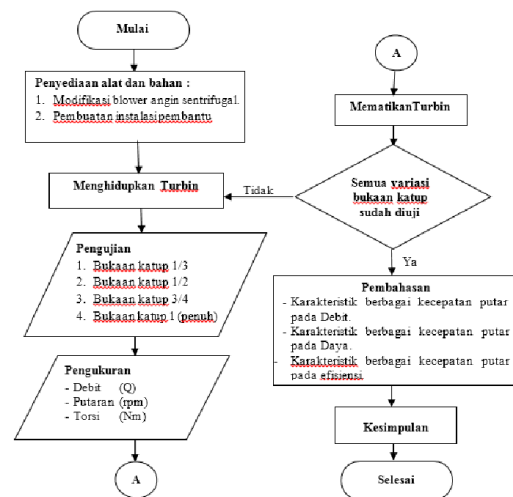 Mulai
Penyediaan alat dan bahan :
1. Modifikasi blower angin sentrifugal.
2. Pembuatan instalasi pembantu
Menghidupkan Turbin
Pengujian
1. Bukaan katup 1/3
2. Bukaan katup 1/2
3. Bukaan katup 3/4
4. Bukaan katup 1 (penuh)
Pengukuran
- Debit (Q)
- Putaran (rpm)
- Torsi (Nm)
A
A
MematikanTurbin
Semua variasi
bukaan katup
sudah diuji
Tidak
Ya
Pembahasan
- Karakteristik berbagai kecepatan putar
pada Debit.
- Karakteristik berbagai kecepatan putar
pada Daya.
- Karakteristik berbagai kecepatan putar
pada efisiensi
Kesimpulan
Selesai